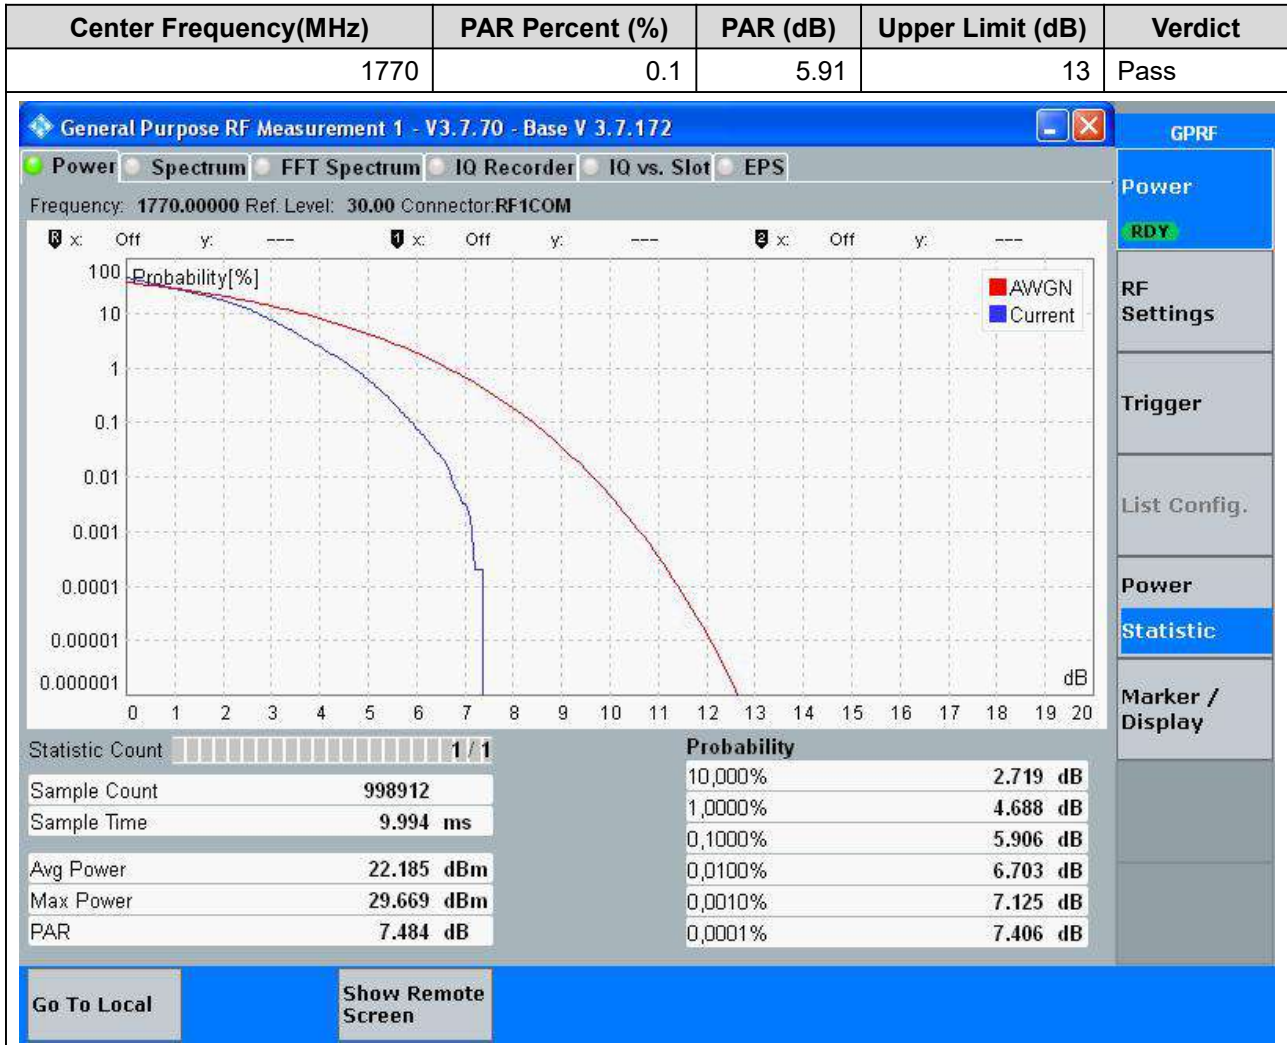 Center Frequency(MHz) PAR Percent (%) PAR (dB) Upper Limit (dB) Verdict
1770 0.1 5.91 13 Pass
General Purpose RF Measurement 1 - V3.7.70 - Base V 3.7.172
GPRF
Power Spectrum FFT Spectrum IQ Recorder IQ vs. Slot EPS
Frequency: 1770.00000 Ref. Level: 30.00 Connector:RF1COM
R x: Off y: --- 1 x: Off y: --- 2 x: Off y: ---
Probability[%]
AWGN
Current
100
10
1
0.1
0.01
0.001
0.0001
0.00001
0.000001
dB
0 1 2 3 4 5 6 7 8 9 10 11 12 13 14 15 16 17 18 19 20
Power
RDY
RF
Settings
Trigger
List Config.
Power
Statistic
Marker /
Display
Statistic Count 1 / 1
Sample Count 998912
Sample Time 9.994 ms
Avg Power 22.185 dBm
Max Power 29.669 dBm
PAR 7.484 dB
Probability
10,000% 2.719 dB
1,0000% 4.688 dB
0,1000% 5.906 dB
0,0100% 6.703 dB
0,0010% 7.125 dB
0,0001% 7.406 dB
Go To Local
Show Remote
Screen